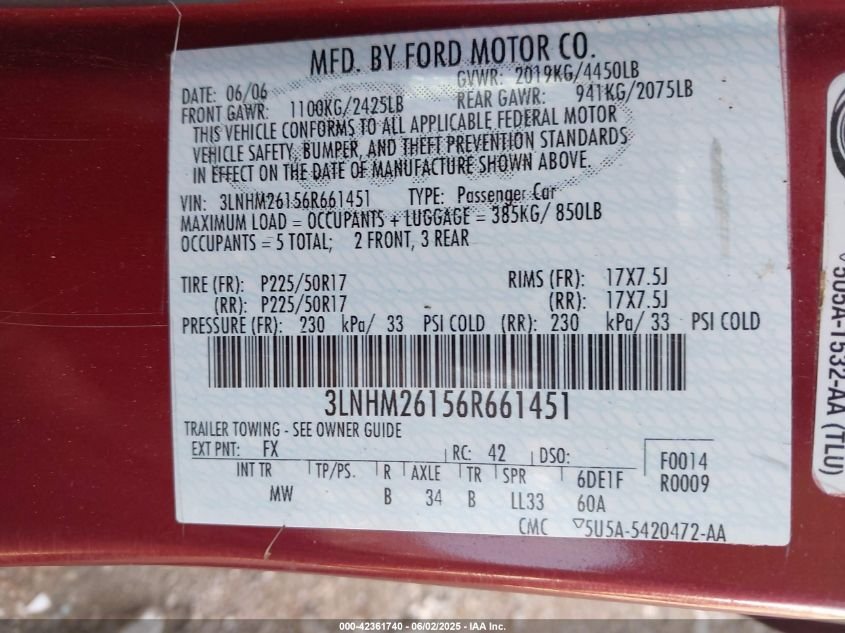 MFD. BY FORD MOTOR CO.
DATE: 06/06 GVWR: 2019KG/4450LB
FRONT GAWR: 1100KG/2425LB REAR GAWR: 941KG/2075LB
THIS VEHICLE CONFORMS TO ALL APPLICABLE FEDERAL MOTOR
VEHICLE SAFETY, BUMPER, AND THEFT PREVENTION STANDARDS
IN EFFECT ON THE DATE OF MANUFACTURE SHOWN ABOVE.
VIN: 3LNHM26156R661451 TYPE: Passenger Car
MAXIMUM LOAD = OCCUPANTS + LUGGAGE = 385KG/ 850LB
OCCUPANTS = 5 TOTAL; 2 FRONT, 3 REAR
TIRE (FR): P225/50R17 RIMS (FR): 17X7.5J
(RR): P225/50R17 (RR): 17X7.5J
PRESSURE (FR): 230 kPa/ 33 PSI COLD (RR): 230 kPa/ 33 PSI COLD
3LNHM26156R661451
TRAILER TOWING - SEE OWNER GUIDE
EXT PNT: FX RC: 42 DSO: F0014
INT TR TP/PS. R AXLE TR SPR 6DE1F R0009
MW B 34 B LL33 60A
CMC 5U5A-5420472-AA
5U5A-1532-AA (TLU)
000-42361740 - 06/02/2025 - IAA Inc.